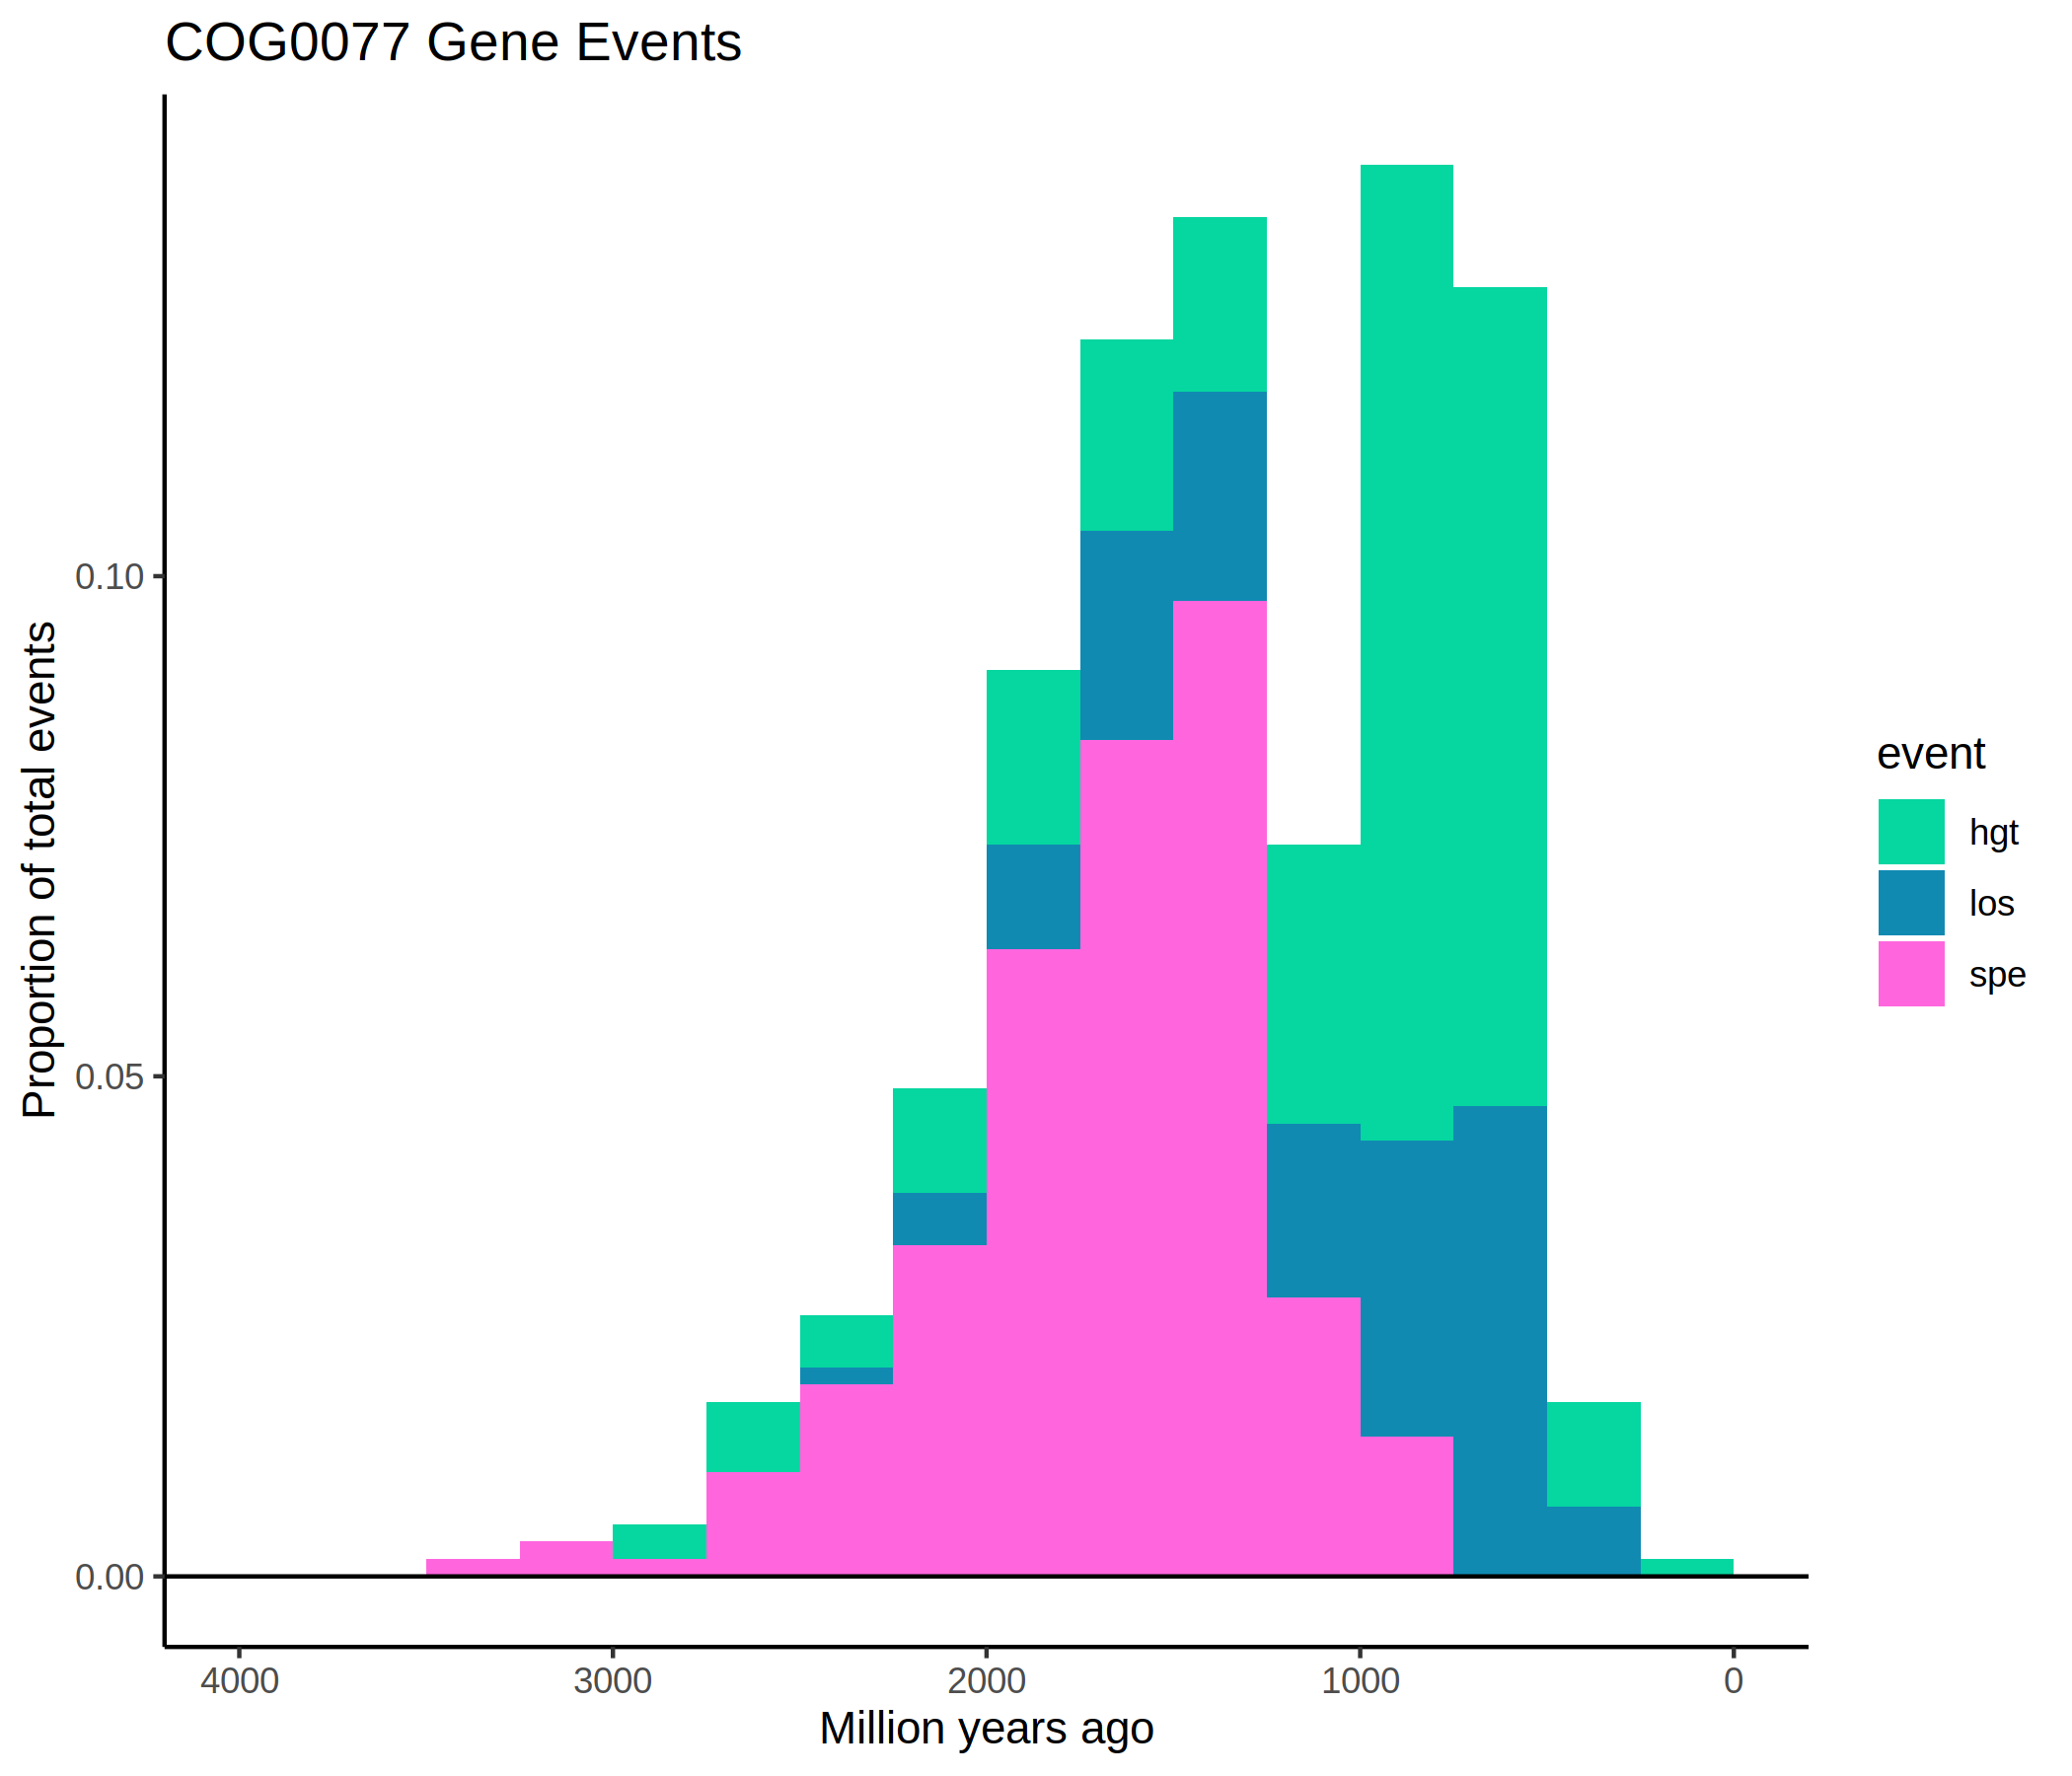 COG0077 Gene Events
Proportion of total events
0.10
0.05
0.00
4000 3000 2000 1000 0
Million years ago
event
hgt
los
spe